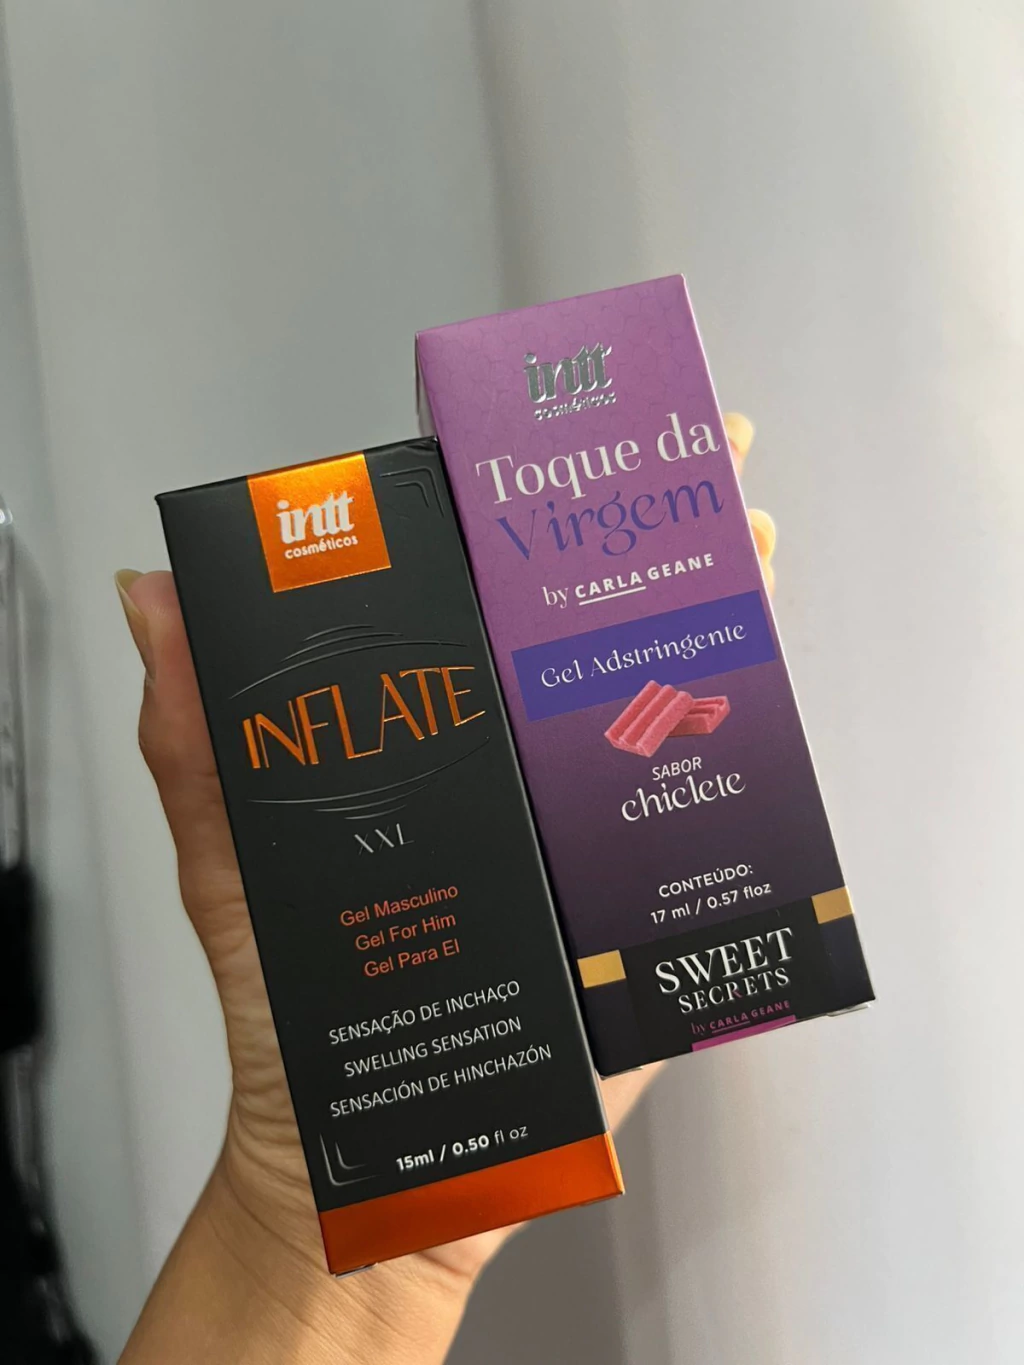 intt
cosméticos
INFLATE
XXL
Gel Masculino
Gel For Him
Gel Para El
SENSAÇÃO DE INCHAÇO
SWELLING SENSATION
SENSACIÓN DE HINCHAZÓN
15ml / 0.50 fl oz
intt
cosméticos
Toque da
Virgem
by CARLA GEANE
Gel Adstringente
SABOR
chiclete
CONTEÚDO:
17 ml / 0.57 floz
SWEET
SECRETS
by CARLA GEANE